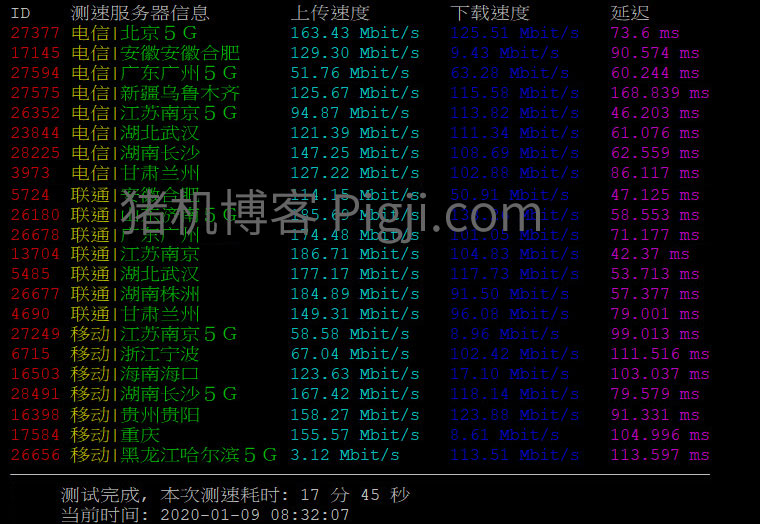 ID 测速服务器信息 上传速度 下载速度 延迟
27377 电信|北京5G 163.43 Mbit/s 125.51 Mbit/s 73.6 ms
17145 电信|安徽安徽合肥 129.30 Mbit/s 9.43 Mbit/s 90.574 ms
27594 电信|广东广州5G 51.76 Mbit/s 63.28 Mbit/s 60.244 ms
27575 电信|新疆乌鲁木齐 125.67 Mbit/s 115.58 Mbit/s 168.839 ms
26352 电信|江苏南京5G 94.87 Mbit/s 113.82 Mbit/s 46.203 ms
23844 电信|湖北武汉 121.39 Mbit/s 111.34 Mbit/s 61.076 ms
28225 电信|湖南长沙 147.25 Mbit/s 108.69 Mbit/s 62.559 ms
3973 电信|甘肃兰州 127.22 Mbit/s 102.88 Mbit/s 86.117 ms
5724 联通|安徽合肥 114.15 Mbit/s 50.91 Mbit/s 47.125 ms
26180 联通| Mbit/s 58.553 ms
26678 联通|广东广州 174.48 Mbit/s 101.03 Mbit/s 71.177 ms
13704 联通|江苏南京 186.71 Mbit/s 104.83 Mbit/s 42.37 ms
5485 联通|湖北武汉 177.17 Mbit/s 117.73 Mbit/s 53.713 ms
26677 联通|湖南株洲 184.89 Mbit/s 91.50 Mbit/s 57.377 ms
4690 联通|甘肃兰州 149.31 Mbit/s 96.08 Mbit/s 79.001 ms
27249 移动|江苏南京5G 58.58 Mbit/s 8.96 Mbit/s 99.013 ms
6715 移动|浙江宁波 67.04 Mbit/s 102.42 Mbit/s 111.516 ms
16503 移动|海南海口 123.63 Mbit/s 17.10 Mbit/s 103.037 ms
28491 移动|湖南长沙5G 167.42 Mbit/s 118.14 Mbit/s 79.579 ms
16398 移动|贵州贵阳 158.27 Mbit/s 123.88 Mbit/s 91.331 ms
17584 移动|重庆 155.57 Mbit/s 8.61 Mbit/s 104.996 ms
26656 移动|黑龙江哈尔滨5G 3.12 Mbit/s 113.51 Mbit/s 113.597 ms
测试完成, 本次测速耗时: 17 分 45 秒
当前时间: 2020-01-09 08:32:07
猪机博客 Pigji.com